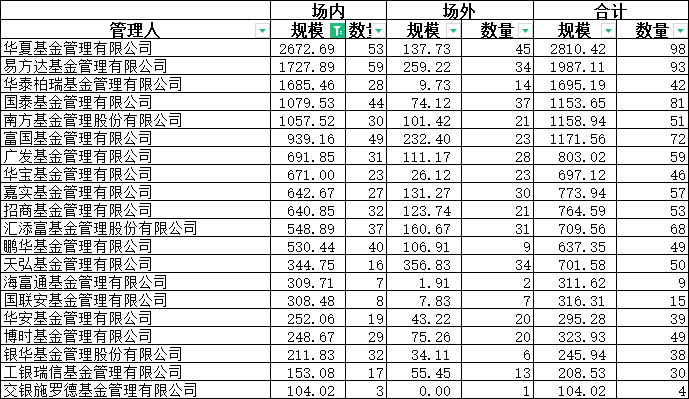 场内 场外 合计
管理人 规模 数量 规模 数量 规模 数量
华夏基金管理有限公司 2672.69 53 137.73 45 2810.42 98
易方达基金管理有限公司 1727.89 59 259.22 34 1987.11 93
华泰柏瑞基金管理有限公司 1685.46 28 9.73 14 1695.19 42
国泰基金管理有限公司 1079.53 44 74.12 37 1153.65 81
南方基金管理股份有限公司 1057.52 30 101.42 21 1158.94 51
富国基金管理有限公司 939.16 49 232.40 23 1171.56 72
广发基金管理有限公司 691.85 31 111.17 28 803.02 59
华宝基金管理有限公司 671.00 23 26.12 23 697.12 46
嘉实基金管理有限公司 642.67 27 131.27 30 773.94 57
招商基金管理有限公司 640.85 32 123.74 21 764.59 53
汇添富基金管理股份有限公司 548.89 37 160.67 31 709.56 68
鹏华基金管理有限公司 530.44 40 106.91 9 637.35 49
天弘基金管理有限公司 344.75 16 356.83 34 701.58 50
海富通基金管理有限公司 309.71 7 1.91 2 311.62 9
国联安基金管理有限公司 308.48 8 7.83 7 316.31 15
华安基金管理有限公司 252.06 19 43.22 20 295.28 39
博时基金管理有限公司 248.67 29 75.26 20 323.93 49
银华基金管理股份有限公司 211.83 32 34.11 6 245.94 38
工银瑞信基金管理有限公司 153.08 17 55.45 13 208.53 30
交银施罗德基金管理有限公司 104.02 3 0.00 1 104.02 4